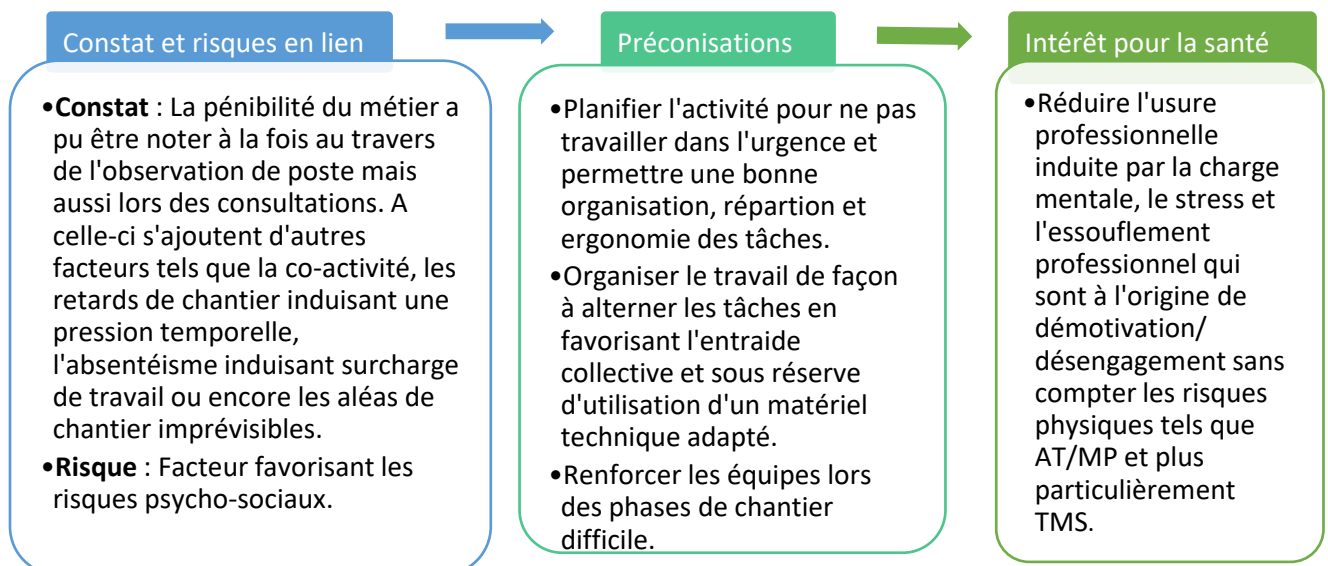 Constat et risques en lien
•Constat : La pénibilité du métier a
pu être noter à la fois au travers
de l'observation de poste mais
aussi lors des consultations. A
celle-ci s'ajoutent d'autres
facteurs tels que la co-activité, les
retards de chantier induisant une
pression temporelle,
l'absentéisme induisant surcharge
de travail ou encore les aléas de
chantier imprévisibles.
•Risque : Facteur favorisant les
risques psycho-sociaux.
Préconisations
•Planifier l'activité pour ne pas
travailler dans l'urgence et
permettre une bonne
organisation, répartion et
ergonomie des tâches.
•Organiser le travail de façon
à alterner les tâches en
favorisant l'entraide
collective et sous réserve
d'utilisation d'un matériel
technique adapté.
•Renforcer les équipes lors
des phases de chantier
difficile.
Intérêt pour la santé
•Réduire l'usure
professionnelle
induite par la charge
mentale, le stress et
l'essouflement
professionnel qui
sont à l'origine de
démotivation/
désengagement sans
compter les risques
physiques tels que
AT/MP et plus
particulièrement
TMS.